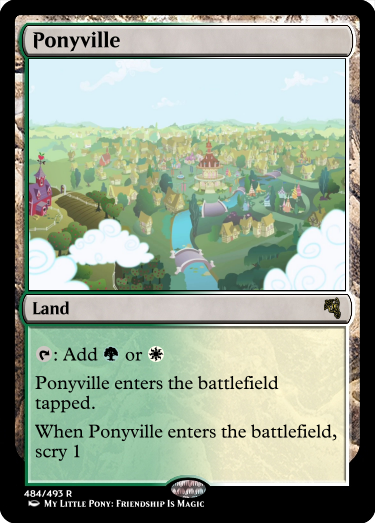 Ponyville
Land
: Add or
Ponyville enters the battlefield
tapped.
When Ponyville enters the battlefield,
scry 1
484/493 R
My Little Pony: Friendship Is Magic